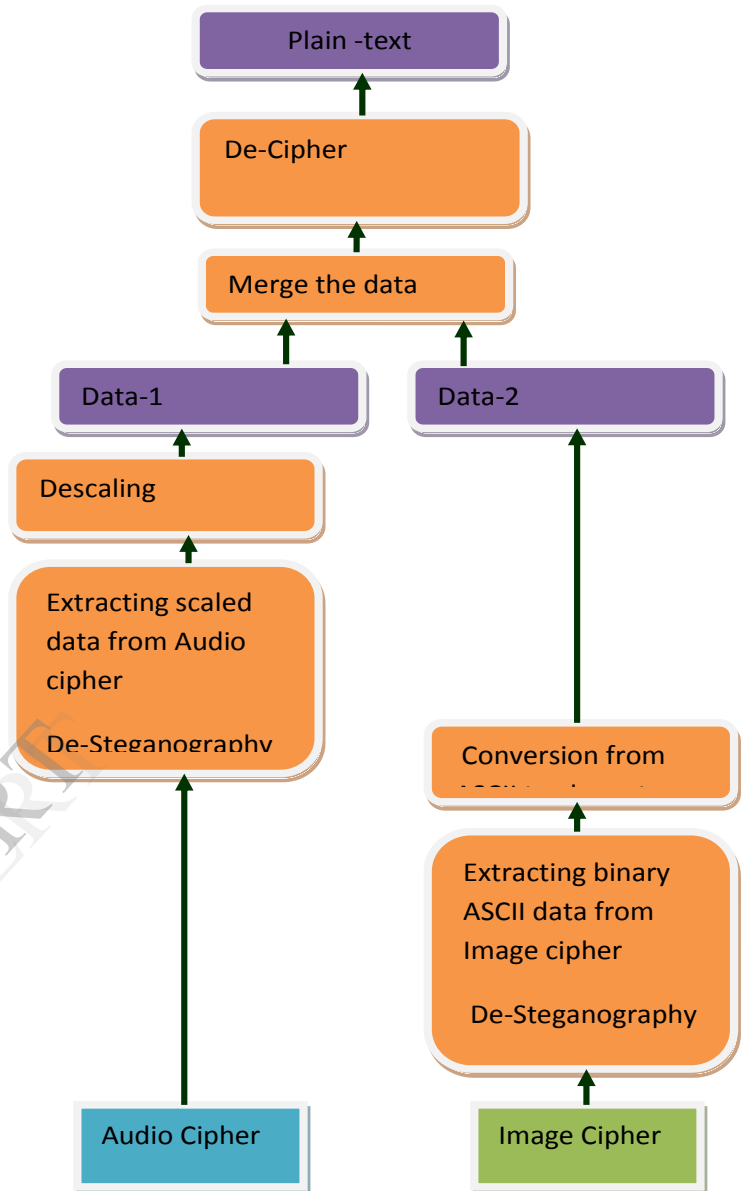 Plain -text
De-Cipher
Merge the data
Data-1
Data-2
Descaling
Extracting scaled
data from Audio
cipher
De-Steganography
Conversion from
Extracting binary
ASCII data from
Image cipher
De-Steganography
Audio Cipher
Image Cipher